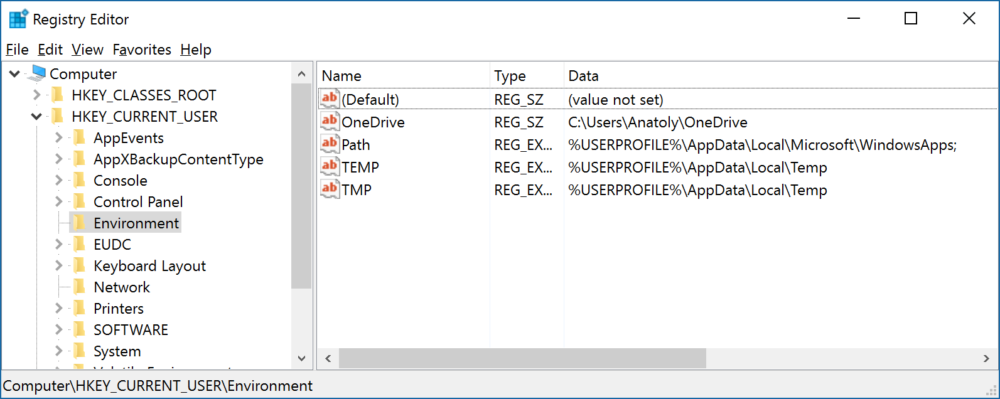 Registry Editor
File Edit View Favorites Help
Computer
HKEY_CLASSES_ROOT
HKEY_CURRENT_USER
AppEvents
AppXBackupContentType
Console
Control Panel
Environment
EUDC
Keyboard Layout
Network
Printers
SOFTWARE
System
Name Type Data
(Default) REG_SZ (value not set)
OneDrive REG_SZ C:\Users\Anatoly\OneDrive
Path REG_EX... %USERPROFILE%\AppData\Local\Microsoft\WindowsApps;
TEMP REG_EX... %USERPROFILE%\AppData\Local\Temp
TMP REG_EX... %USERPROFILE%\AppData\Local\Temp
Computer\HKEY_CURRENT_USER\Environment